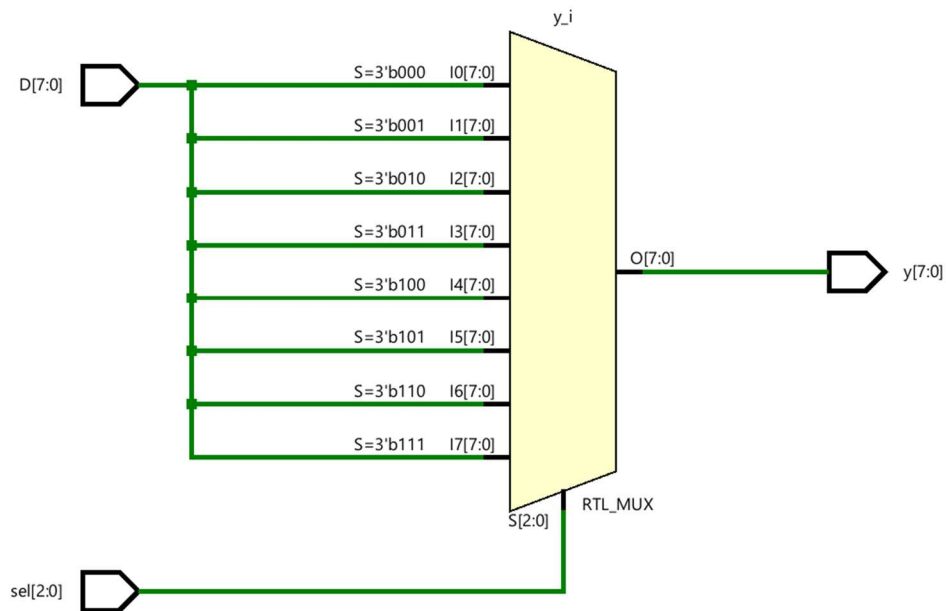 y_i
D[7:0]
S=3'b000 I0[7:0]
S=3'b001 I1[7:0]
S=3'b010 I2[7:0]
S=3'b011 I3[7:0]
O[7:0]
y[7:0]
S=3'b100 I4[7:0]
S=3'b101 I5[7:0]
S=3'b110 I6[7:0]
S=3'b111 I7[7:0]
RTL_MUX
S[2:0]
sel[2:0]